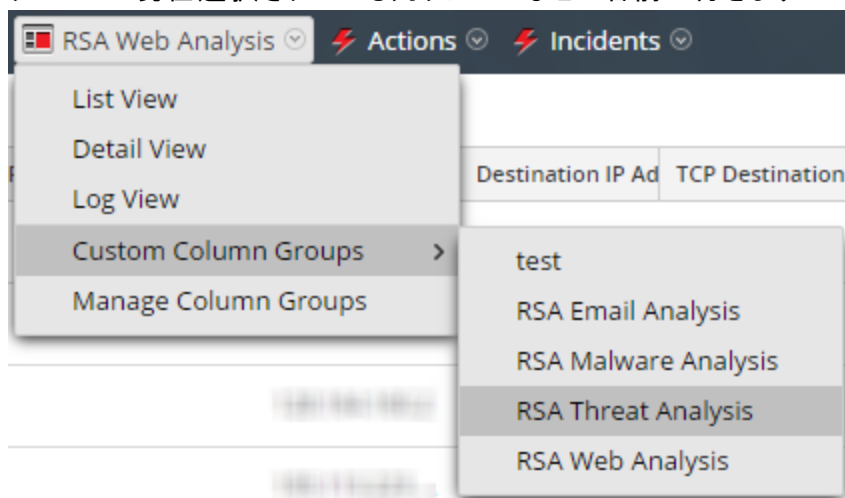 RSA Web Analysis Actions Incidents
List View
Detail View
Log View
Custom Column Groups
Manage Column Groups
Destination IP Ad TCP Destination
test
RSA Email Analysis
RSA Malware Analysis
RSA Threat Analysis
RSA Web Analysis